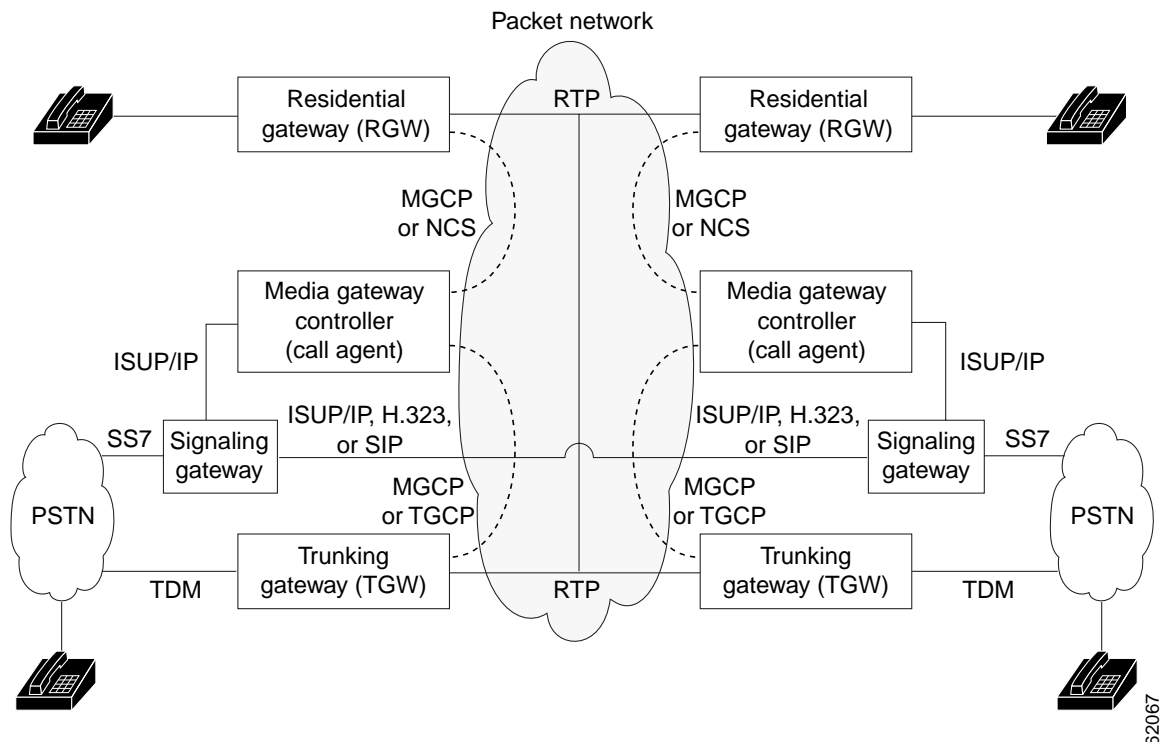 Packet network
Residential
gateway (RGW)
RTP
Residential
gateway (RGW)
MGCP
or NCS
MGCP
or NCS
Media gateway
controller
(call agent)
Media gateway
controller
(call agent)
ISUP/IP
ISUP/IP
ISUP/IP, H.323,
or SIP
ISUP/IP, H.323,
or SIP
SS7
Signaling
gateway
Signaling
gateway
SS7
PSTN
MGCP
or TGCP
MGCP
or TGCP
PSTN
TDM
Trunking
gateway (TGW)
RTP
Trunking
gateway (TGW)
TDM
62067